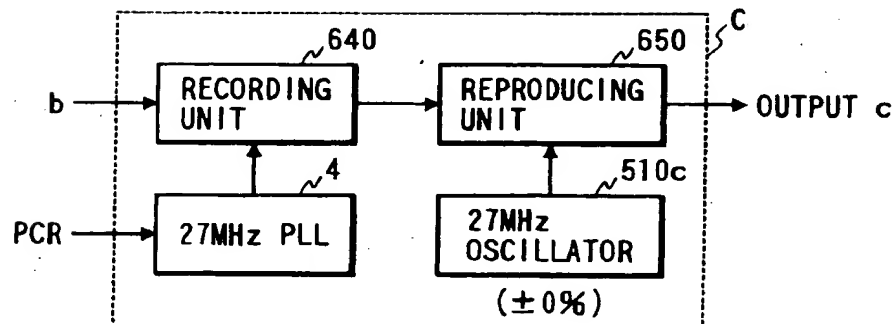 C
640
650
b
RECORDING
UNIT
REPRODUCING
UNIT
OUTPUT c
4
510c
PCR
27MHz PLL
27MHz
OSCILLATOR
(±0%)